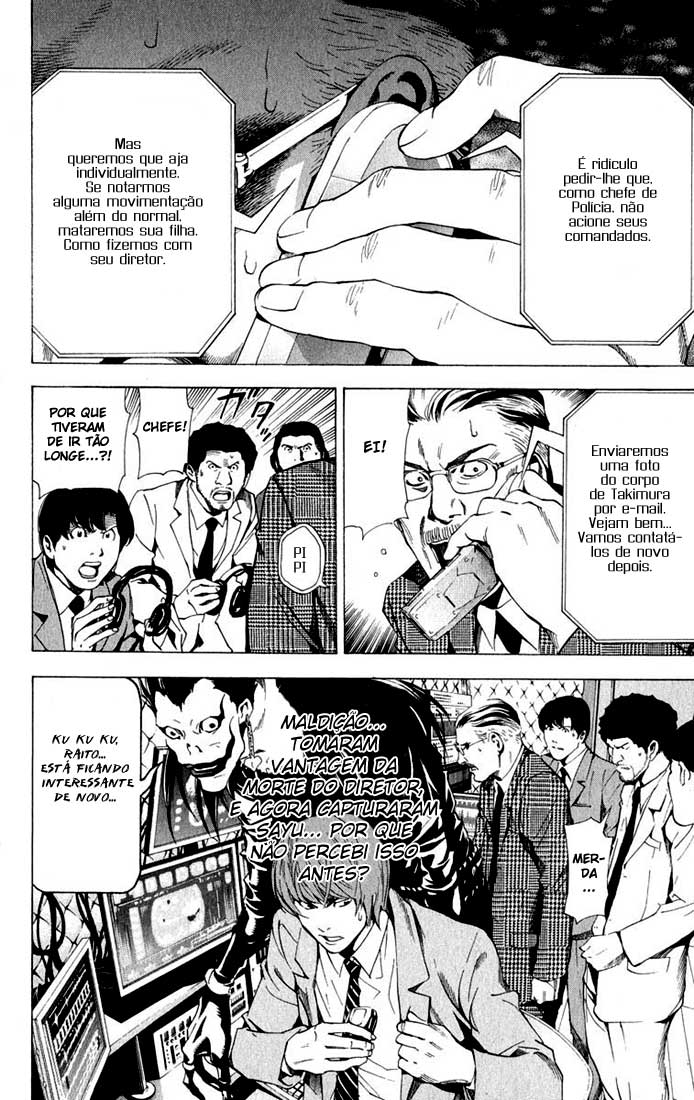 É ridículo
pedir-lhe que,
como chefe de
Polícia, não
acione seus
comandados.
Mas
queremos que aja
individualmente.
Se notarmos
alguma movimentação
além do normal,
mataremos sua filha.
Como fizemos com
seu diretor.
Enviaremos
uma foto
do corpo
de Takimura
por e-mail.
Vejam bem...
Vamos contatá-
los de novo
depois.
EI!
PI
PI
ガタ
CHEFE!
POR QUE
TIVERAM
DE IR TÃO
LONGE...?!
MER-
DA
...
MALDIÇÃO...
TOMARAM
VANTAGEM DA
MORTE DO DIRETOR,
E AGORA CAPTURARAM
SAYU... POR QUE
NÃO PERCEBI ISSO
ANTES?
KU KU KU,
RAITO...
ESTÁ FICANDO
INTERESSANTE
DE NOVO...